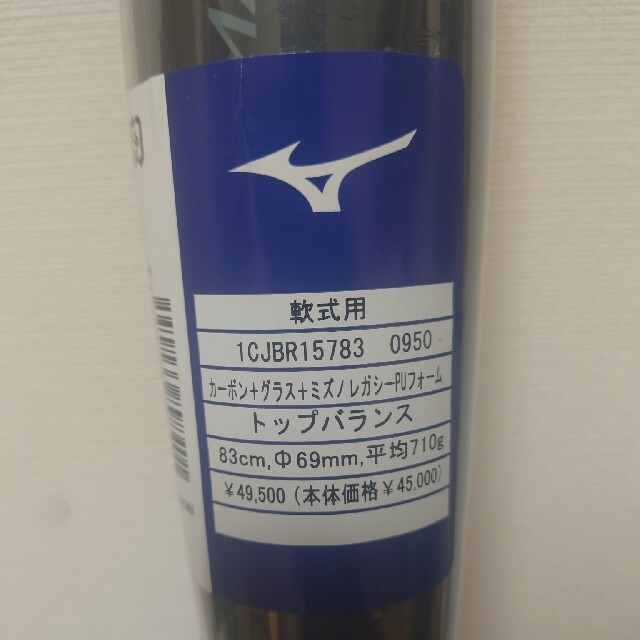 軟式用
1CJBR15783 0950
カーボン+グラス+ミズノレガシーPUフォーム
トップバランス
83cm,Φ69mm,平均710g
￥49,500（本体価格￥45,000）